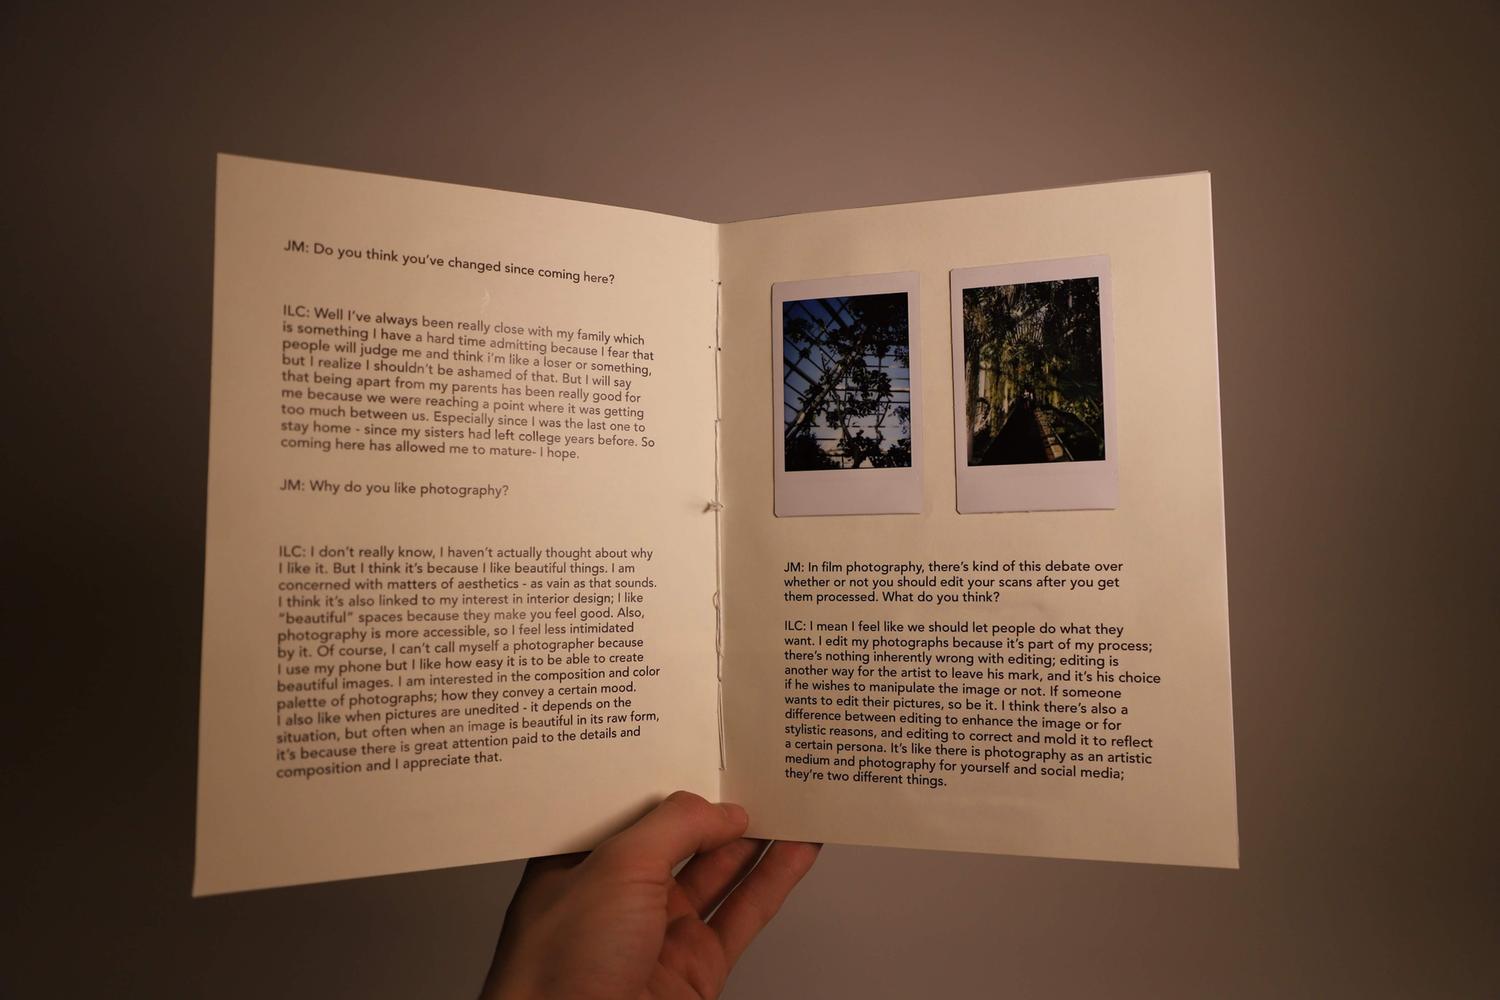 JM: Do you think you've changed since coming here?
ILC: Well I've always been really close with my family which
is something I have a hard time admitting because I fear that
people will judge me and think i'm like a loser or something,
but I realize I shouldn't be ashamed of that. But I will say
that being apart from my parents has been really good for
me because we were reaching a point where it was getting
too much between us. Especially since I was the last one to
stay home - since my sisters had left college years before. So
coming here has allowed me to mature- I hope.
JM: Why do you like photography?
ILC: I don't really know, I haven't actually thought about why
I like it. But I think it's because I like beautiful things. I am
concerned with matters of aesthetics - as vain as that sounds.
I think it's also linked to my interest in interior design; I like
"beautiful" spaces because they make you feel good. Also,
photography is more accessible, so I feel less intimidated
by it. Of course, I can't call myself a photographer because
I use my phone but I like how easy it is to be able to create
beautiful images. I am interested in the composition and color
palette of photographs; how they convey a certain mood.
I also like when pictures are unedited - it depends on the
situation, but often when an image is beautiful in its raw form,
it's because there is great attention paid to the details and
composition and I appreciate that.
JM: In film photography, there's kind of this debate over
whether or not you should edit your scans after you get
them processed. What do you think?
ILC: I mean I feel like we should let people do what they
want. I edit my photographs because it's part of my process;
there's nothing inherently wrong with editing; editing is
another way for the artist to leave his mark, and it's his choice
if he wishes to manipulate the image or not. If someone
wants to edit their pictures, so be it. I think there's also a
difference between editing to enhance the image or for
stylistic reasons, and editing to correct and mold it to reflect
a certain persona. It's like there is photography as an artistic
medium and photography for yourself and social media;
they're two different things.